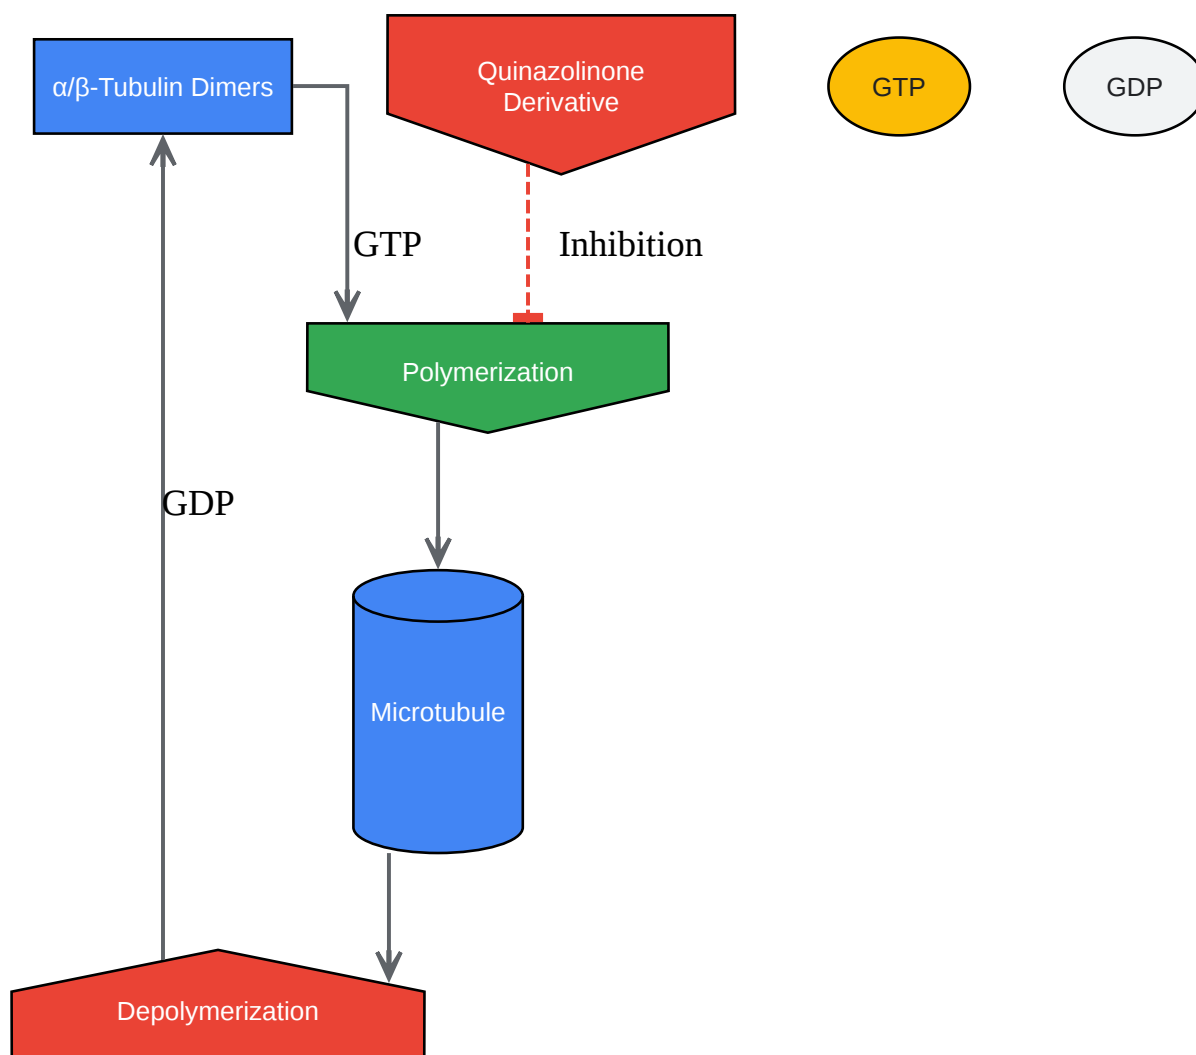 α/β-Tubulin Dimers
Quinazolinone
Derivative
GTP
GDP
GTP
Inhibition
Polymerization
GDP
Microtubule
Depolymerization